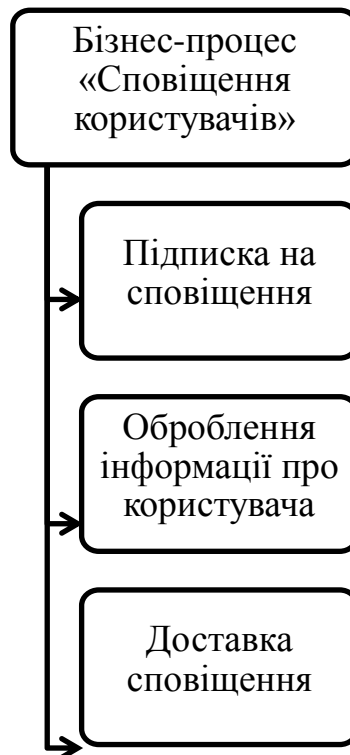 Бізнес-процес
«Сповіщення
користувачів»
Підписка на
сповіщення
Оброблення
інформації про
користувача
Доставка
сповіщення